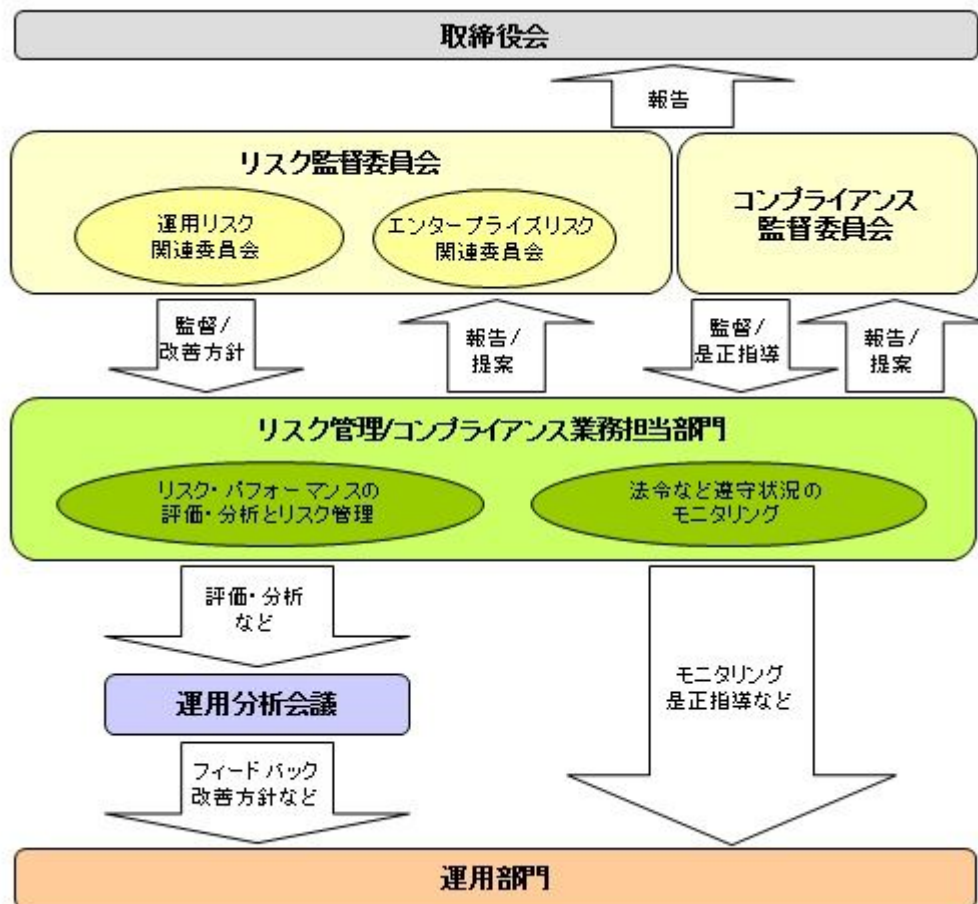 取締役会
報告
リスク監督委員会
運用リスク
関連委員会
エンタープライズリスク
関連委員会
コンプライアンス
監督委員会
監督/
改善方針
報告/
提案
監督/
是正指導
報告/
提案
リスク管理/コンプライアンス業務担当部門
リスク・パフォーマンスの
評価・分析とリスク管理
法令など遵守状況の
モニタリング
評価・分析
など
運用分析会議
モニタリング
是正指導など
フィードバック
改善方針など
運用部門